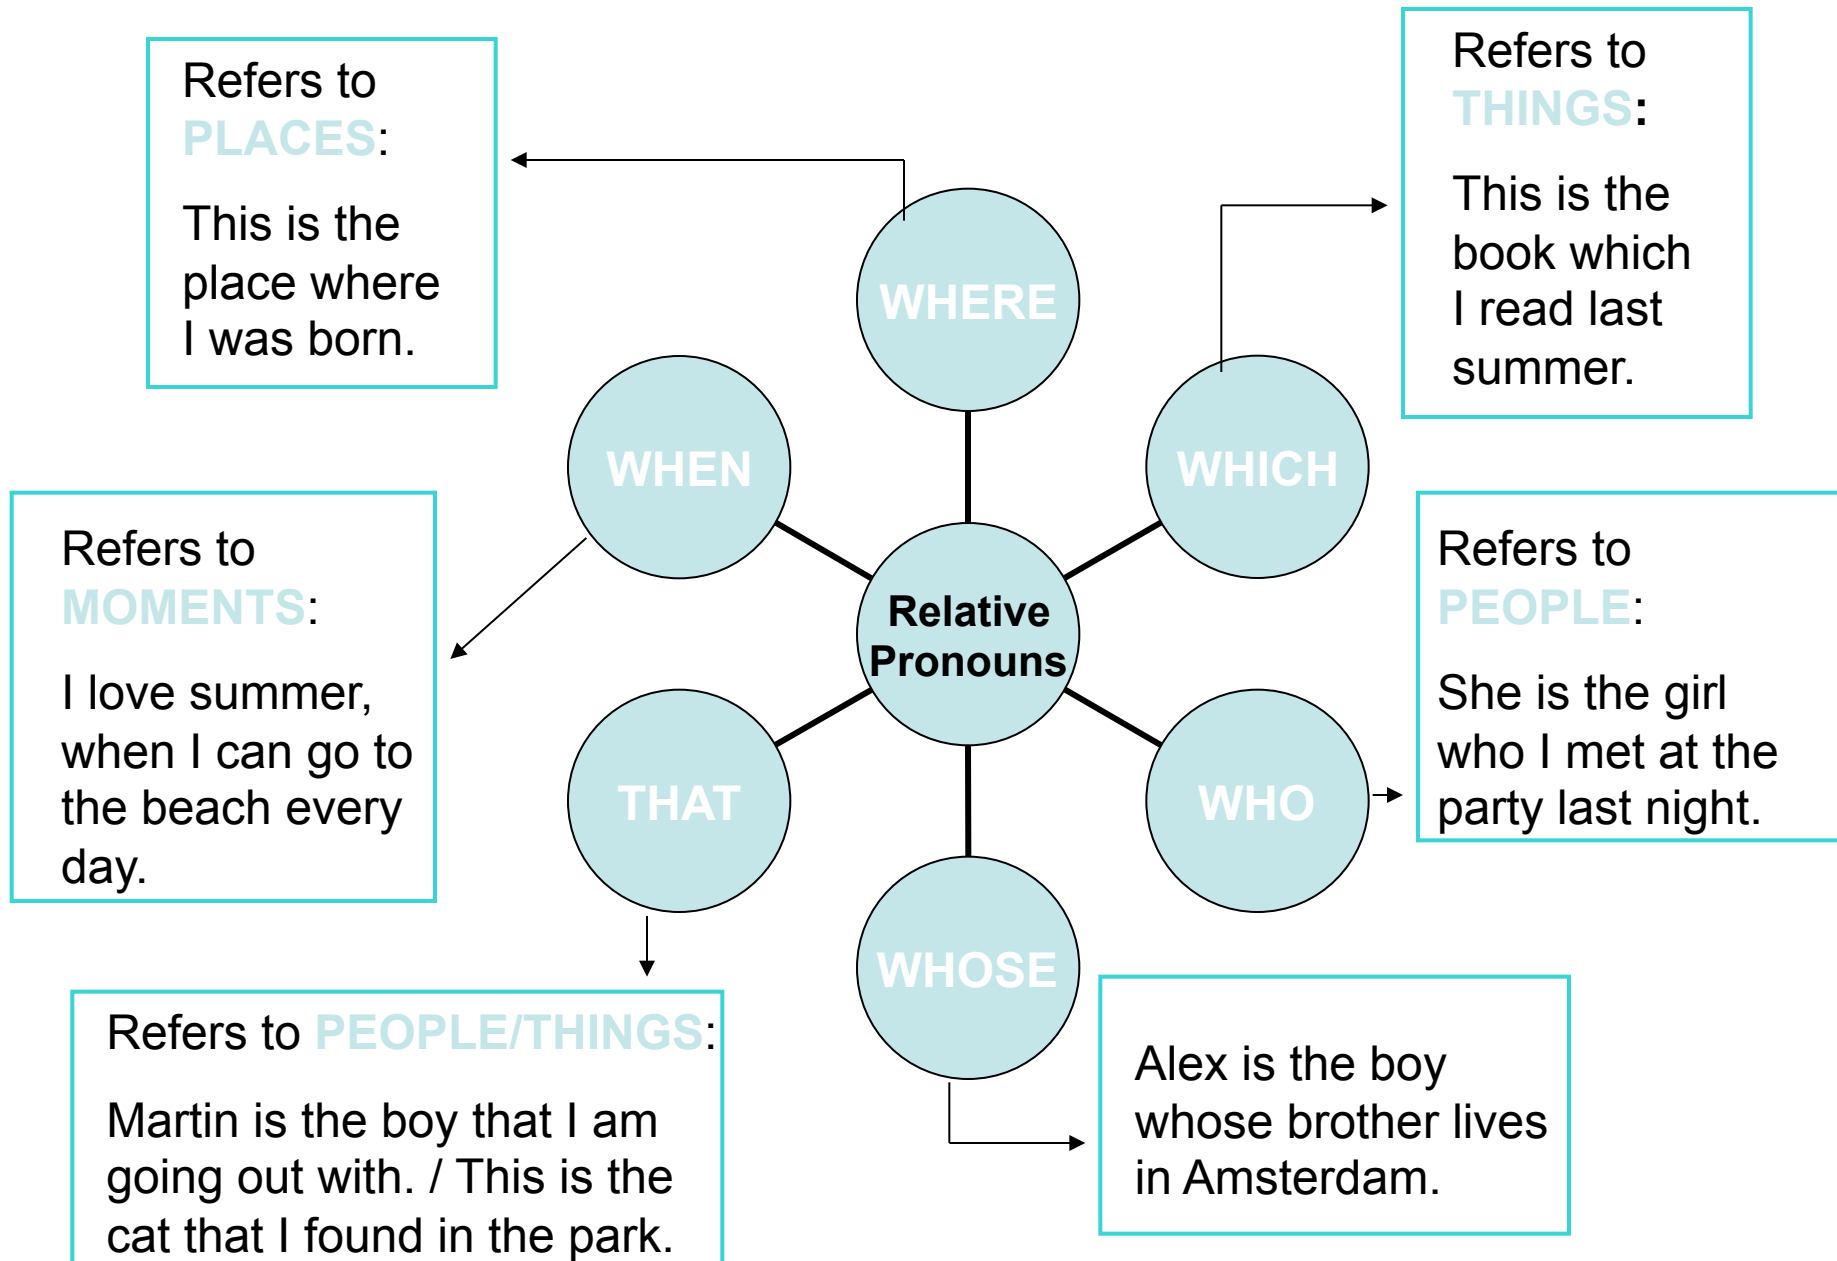 Refers to
PLACES:
This is the
place where
I was born.
Refers to
THINGS:
This is the
book which
I read last
summer.
WHERE
WHEN
WHICH
Refers to
MOMENTS:
I love summer,
when I can go to
the beach every
day.
Relative
Pronouns
Refers to
PEOPLE:
She is the girl
who I met at the
party last night.
THAT
WHO
WHOSE
Refers to PEOPLE/THINGS:
Martin is the boy that I am
going out with. / This is the
cat that I found in the park.
Alex is the boy
whose brother lives
in Amsterdam.